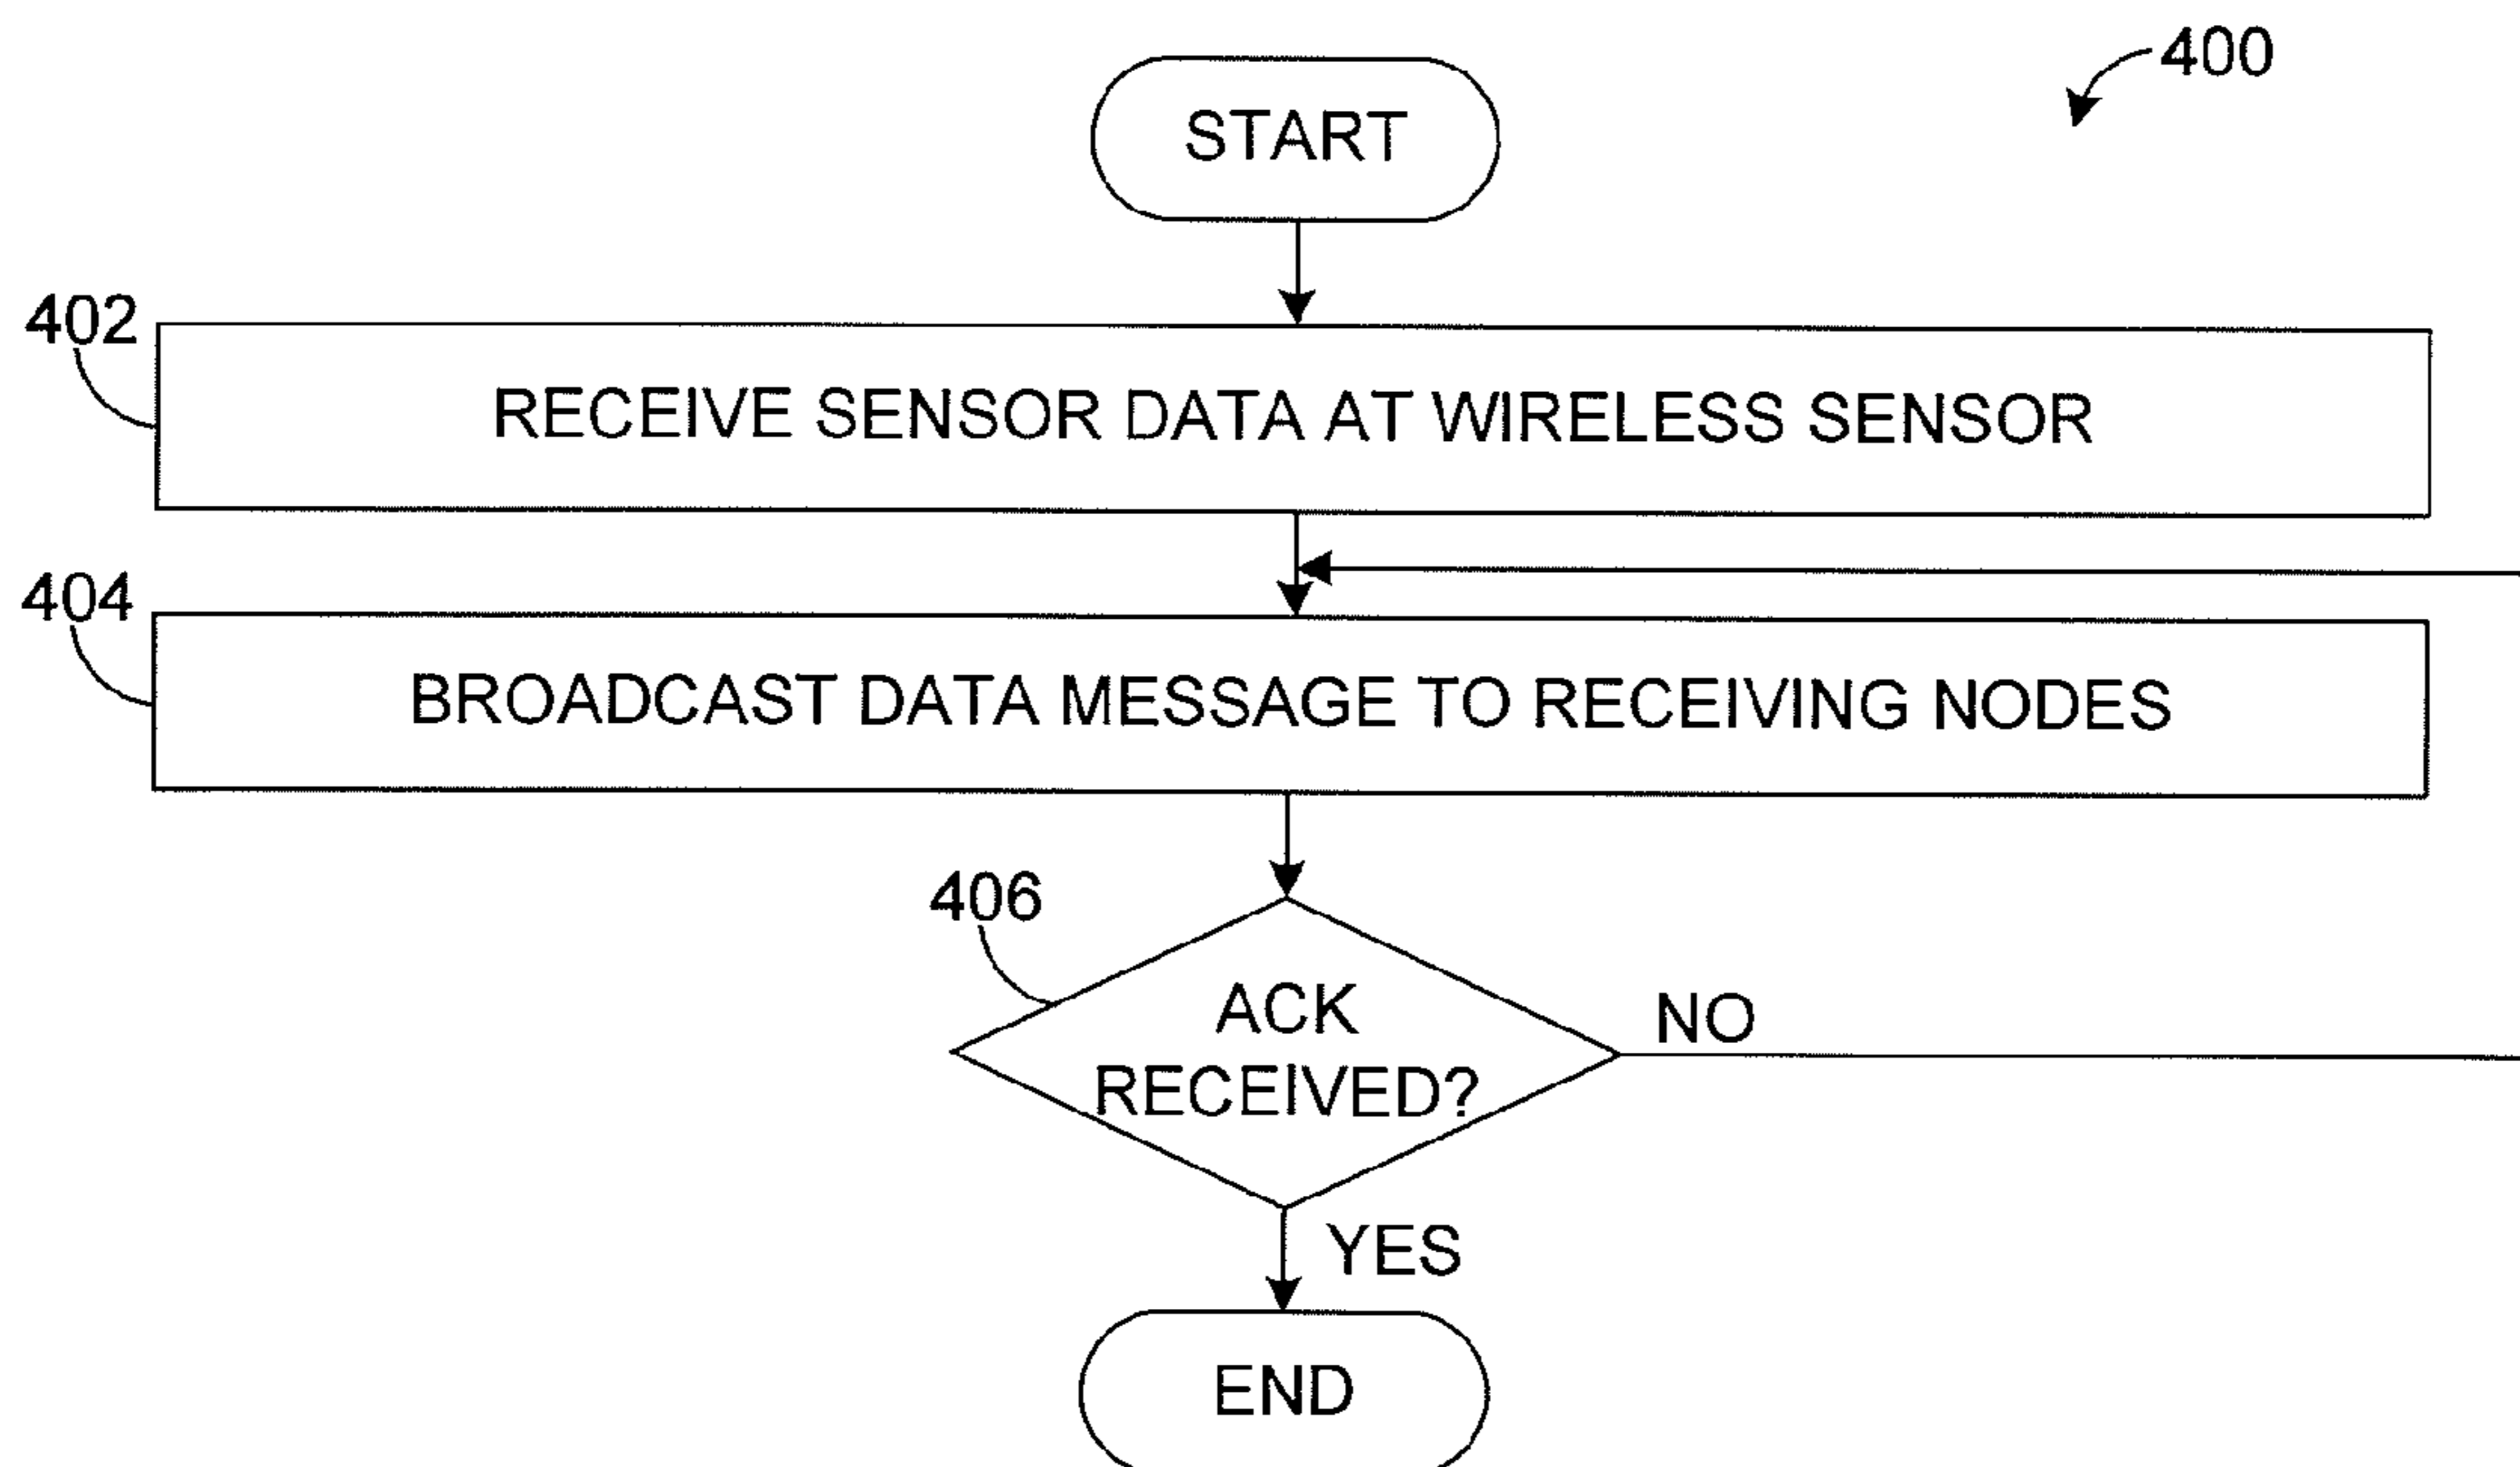 400
START
402
RECEIVE SENSOR DATA AT WIRELESS SENSOR
404
BROADCAST DATA MESSAGE TO RECEIVING NODES
406
ACK
RECEIVED?
NO
YES
END